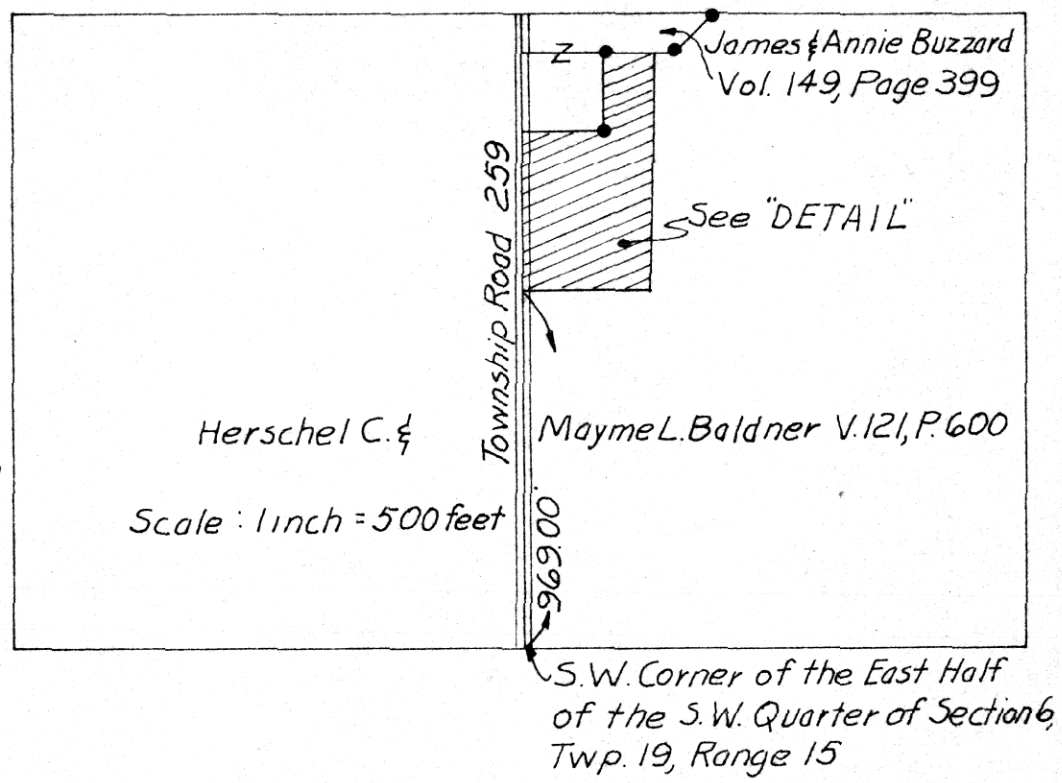 James & Annie Buzzard
Vol. 149, Page 399
Z
Township Road 259
See "DETAIL"
Herschel C. &
Mayme L. Baldner V.121, P.600
Scale : 1 inch = 500 feet
969.00'
S.W. Corner of the East Half
of the S.W. Quarter of Section 6,
Twp. 19, Range 15